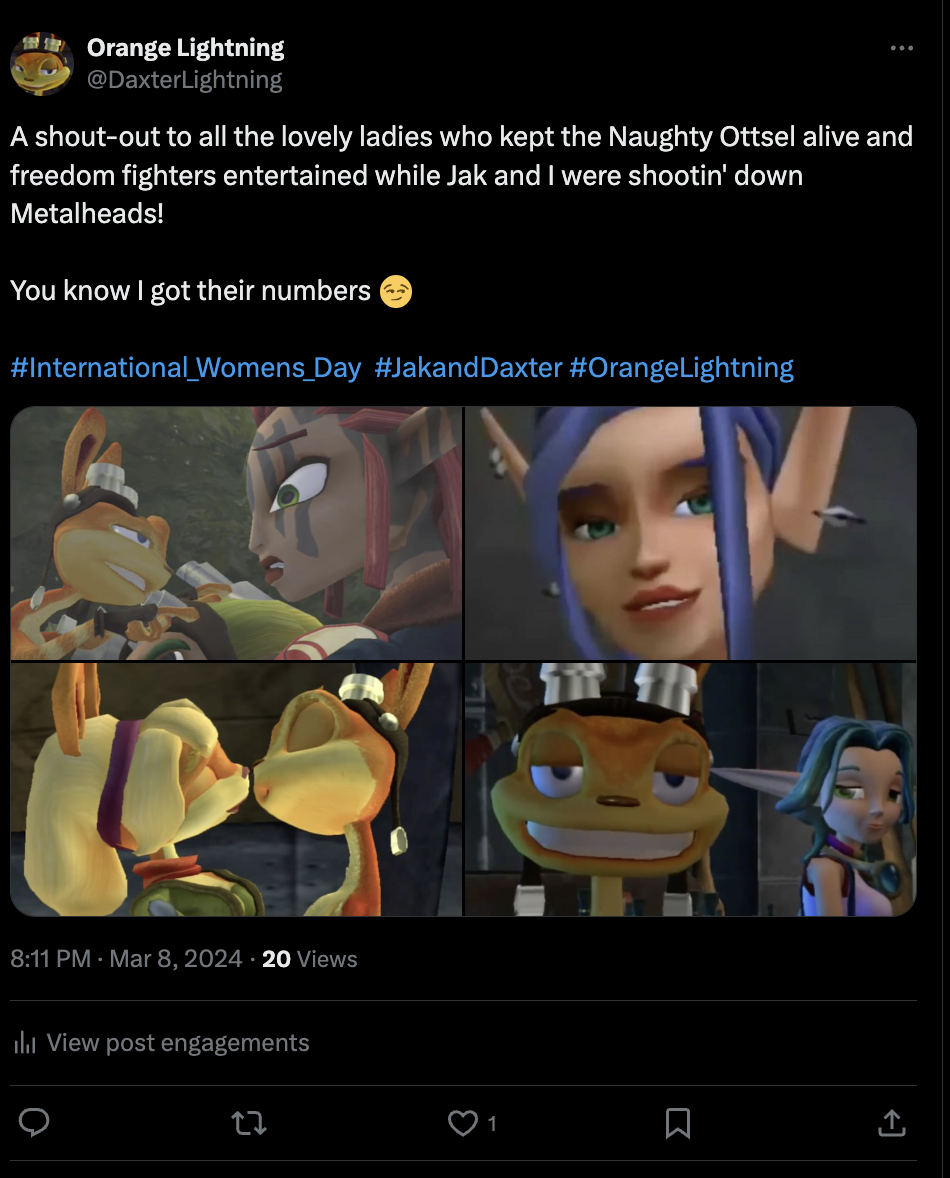 Orange Lightning
@DaxterLightning
A shout-out to all the lovely ladies who kept the Naughty Ottsel alive and
freedom fighters entertained while Jak and I were shootin' down
Metalheads!
You know I got their numbers 😏
#International_Womens_Day #JakandDaxter #OrangeLightning
8:11 PM · Mar 8, 2024 · 20 Views
View post engagements
1